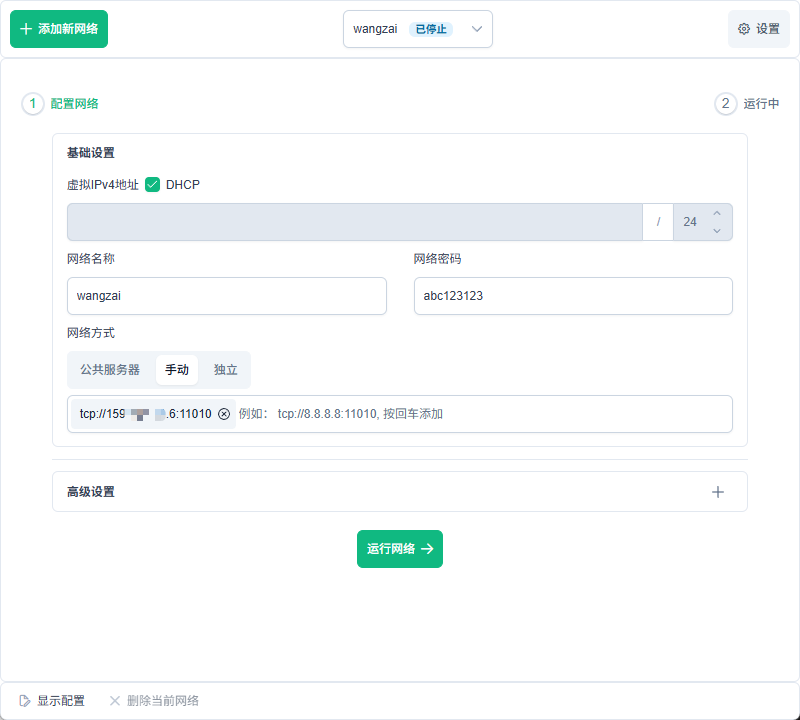 添加新网络
wangzai 已停止
设置
1 配置网络
2 运行中
基础设置
虚拟IPv4地址 DHCP
/ 24
网络名称
网络密码
wangzai
abc123123
网络方式
公共服务器 手动 独立
tcp://159 .6:11010 例如: tcp://8.8.8.8:11010, 按回车添加
高级设置
运行网络
显示配置 删除当前网络